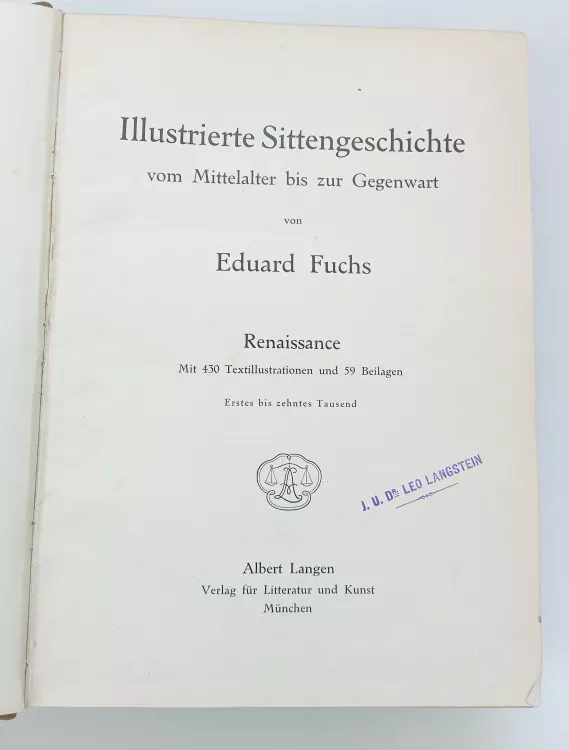 Illustrierte Sittengeschichte
vom Mittelalter bis zur Gegenwart
von
Eduard Fuchs
Renaissance
Mit 430 Textillustrationen und 59 Beilagen
Erstes bis zehntes Tausend
J. U. DR LEO LANGSTEIN
Albert Langen
Verlag für Litteratur und Kunst
München